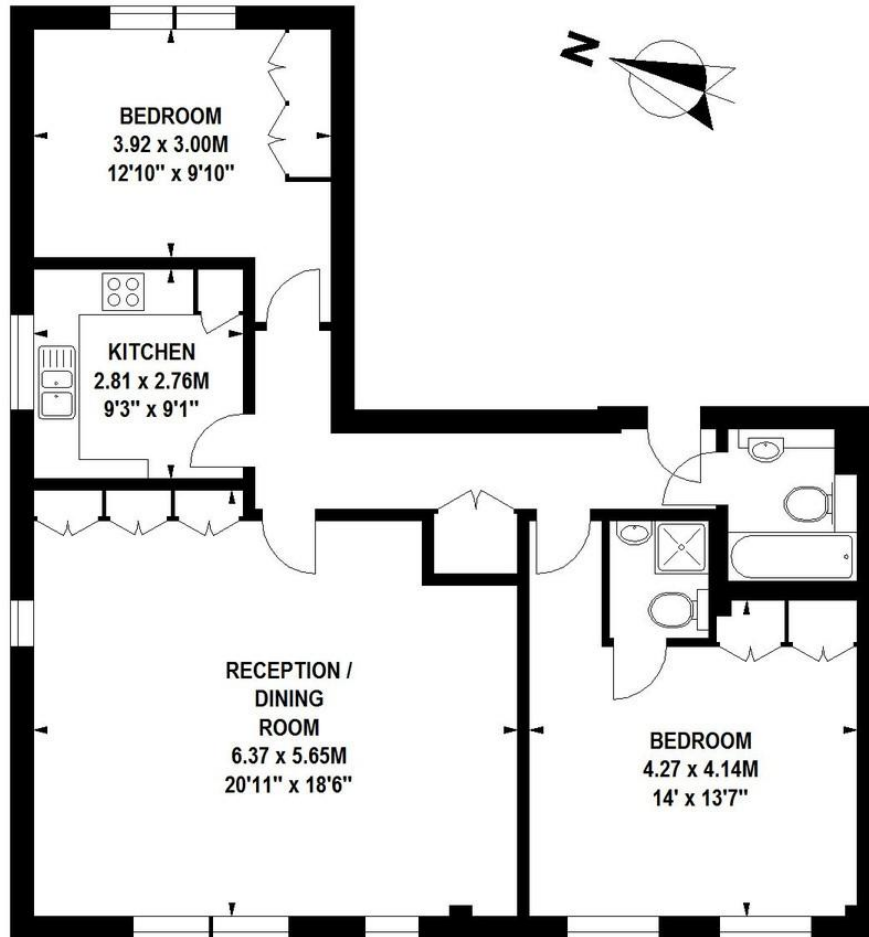 N
BEDROOM
3.92 x 3.00M
12'10" x 9'10"
KITCHEN
2.81 x 2.76M
9'3" x 9'1"
RECEPTION /
DINING
ROOM
6.37 x 5.65M
20'11" x 18'6"
BEDROOM
4.27 x 4.14M
14' x 13'7"